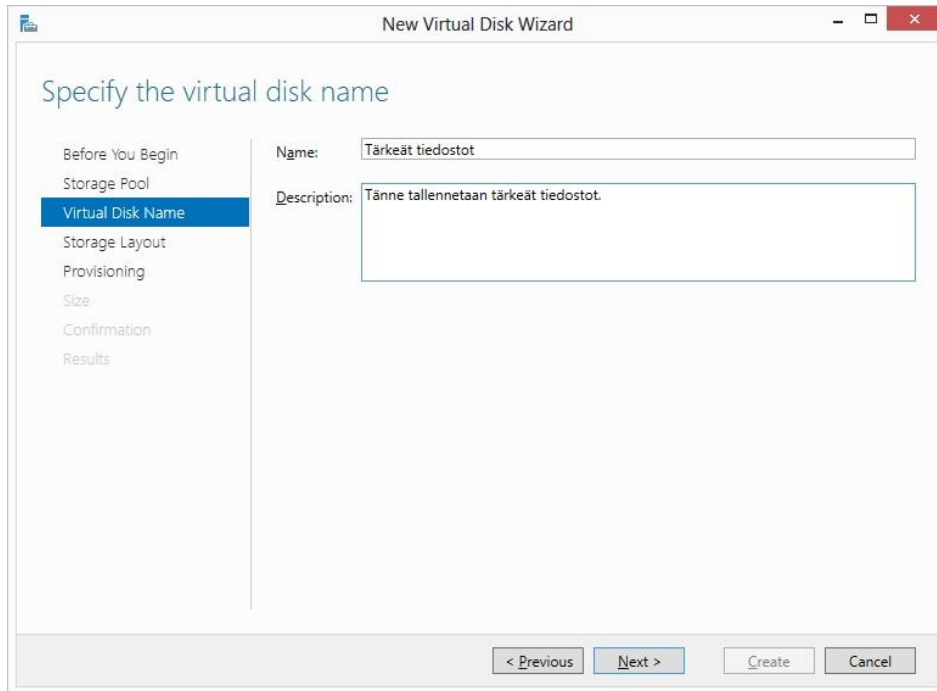 New Virtual Disk Wizard
Specify the virtual disk name
Before You Begin
Storage Pool
Virtual Disk Name
Storage Layout
Provisioning
Size
Confirmation
Results
Name: Tärkeät tiedostot
Description: Tänne tallennetaan tärkeät tiedostot.
< Previous Next > Create Cancel